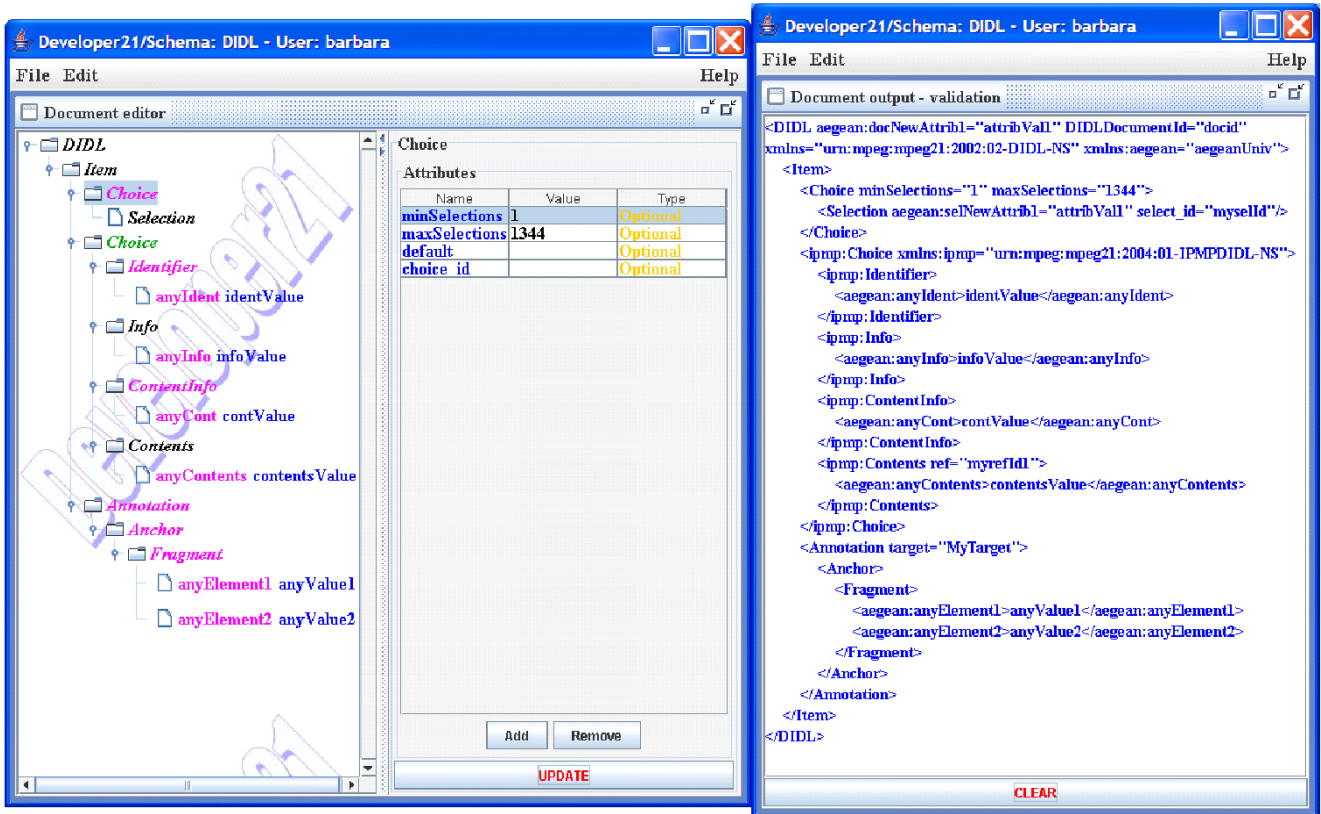 Developer21/Schema: DIDL - User: barbara
File Edit Help
Document editor
DIDL
Item
Choice
Selection
Choice
Identifier
anyIdent identValue
Info
anyInfo infoValue
ContentInfo
anyCont contValue
Contents
anyContents contentsValue
Annotation
Anchor
Fragment
anyElement1 anyValue1
anyElement2 anyValue2
Developer21
21
Choice
Attributes
Name Value Type
minSelections 1 Optional
maxSelections 1344 Optional
default Optional
choice_id Optional
Add Remove
UPDATE
Developer21/Schema: DIDL - User: barbara
File Edit Help
Document output - validation
<DIDL aegean:docNewAttrib1="attribVal1" DIDLDocumentId="docid"
xmlns="urn:mpeg:mpeg21:2002:02-DIDL-NS" xmlns:aegean="aegeanUniv">
<Item>
<Choice minSelections="1" maxSelections="1344">
<Selection aegean:selNewAttrib1="attribVal1" select_id="myselId"/>
</Choice>
<ipmp:Choice xmlns:ipmp="urn:mpeg:mpeg21:2004:01-IPMPDIDL-NS">
<ipmp:Identifier>
<aegean:anyIdent>identValue</aegean:anyIdent>
</ipmp:Identifier>
<ipmp:Info>
<aegean:anyInfo>infoValue</aegean:anyInfo>
</ipmp:Info>
<ipmp:ContentInfo>
<aegean:anyCont>contValue</aegean:anyCont>
</ipmp:ContentInfo>
<ipmp:Contents ref="myrefId1">
<aegean:anyContents>contentsValue</aegean:anyContents>
</ipmp:Contents>
</ipmp:Choice>
<Annotation target="MyTarget">
<Anchor>
<Fragment>
<aegean:anyElement1>anyValue1</aegean:anyElement1>
<aegean:anyElement2>anyValue2</aegean:anyElement2>
</Fragment>
</Anchor>
</Annotation>
</Item>
</DIDL>
CLEAR